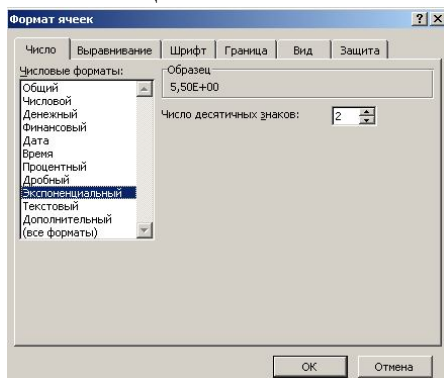 Формат ячеек
Число Выравнивание Шрифт Граница Вид Защита
Числовые форматы:
Образец
Общий
5,50E+00
Числовой
Денежный
Число десятичных знаков: 2
Финансовый
Дата
Время
Процентный
Дробный
Экспоненциальный
Текстовый
Дополнительный
(все форматы)
ОК Отмена